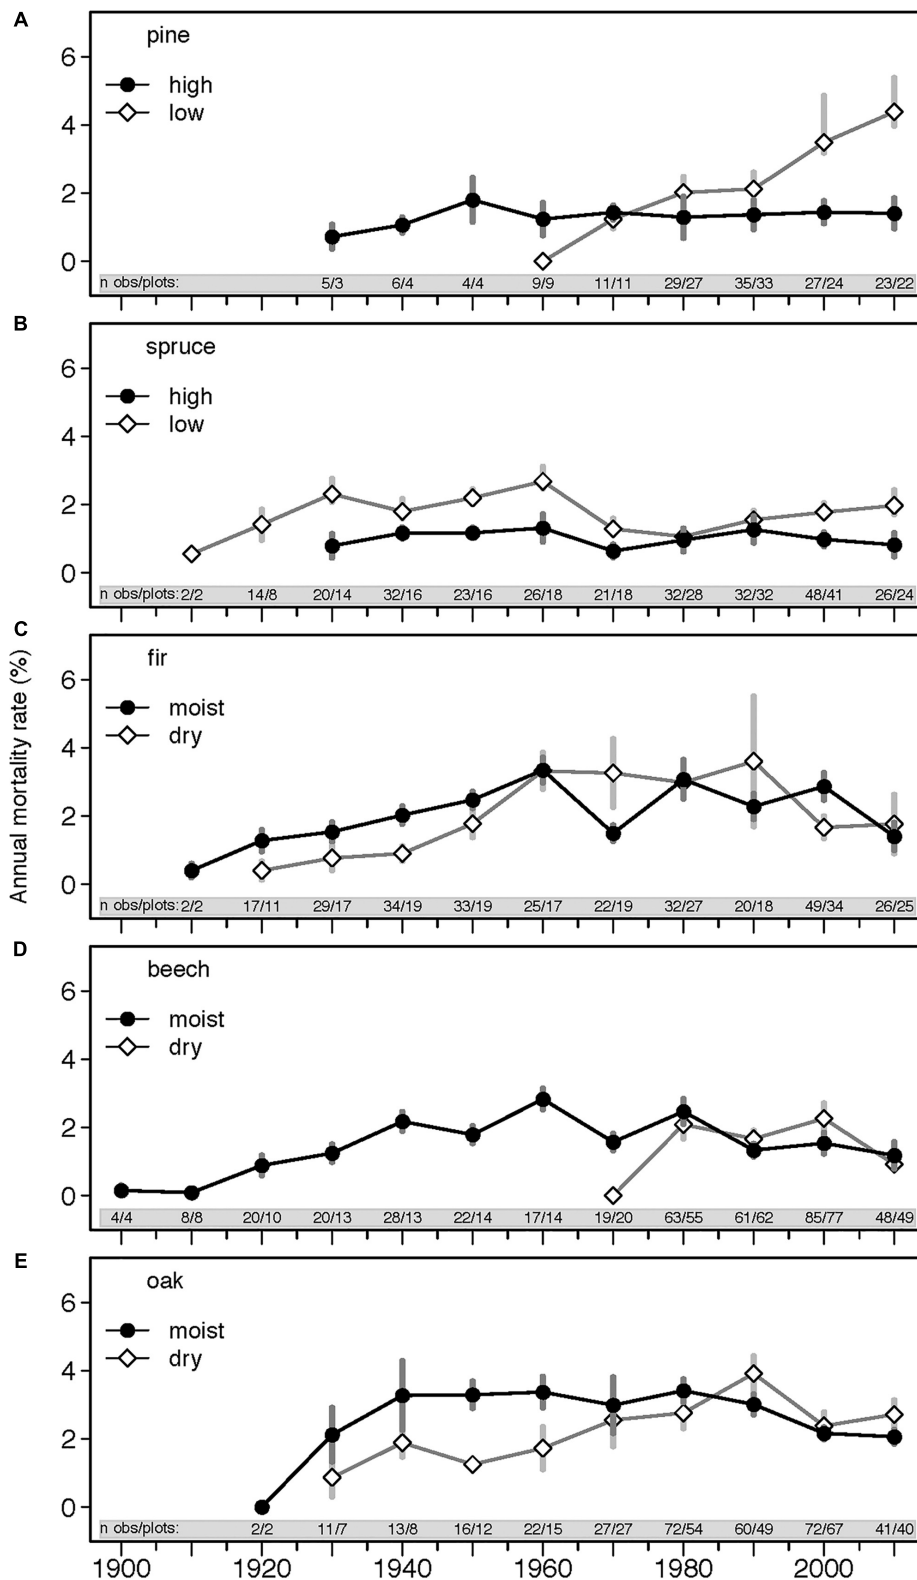 A
pine
high
low
6
4
2
0
n obs/plots: 5/3 6/4 4/4 9/9 11/11 29/27 35/33 27/24 23/22
B
spruce
high
low
6
4
2
0
n obs/plots: 2/2 14/8 20/14 32/16 23/16 26/18 21/18 32/28 32/32 48/41 26/24
C
fir
moist
dry
6
4
2
0
n obs/plots: 2/2 17/11 29/17 34/19 33/19 25/17 22/19 32/27 20/18 49/34 26/25
Annual mortality rate (%)
D
beech
moist
dry
6
4
2
0
4/4 8/8 20/10 20/13 28/13 22/14 17/14 19/20 63/55 61/62 85/77 48/49
E
oak
moist
dry
6
4
2
0
n obs/plots: 2/2 11/7 13/8 16/12 22/15 27/27 72/54 60/49 72/67 41/40
1900 1920 1940 1960 1980 2000